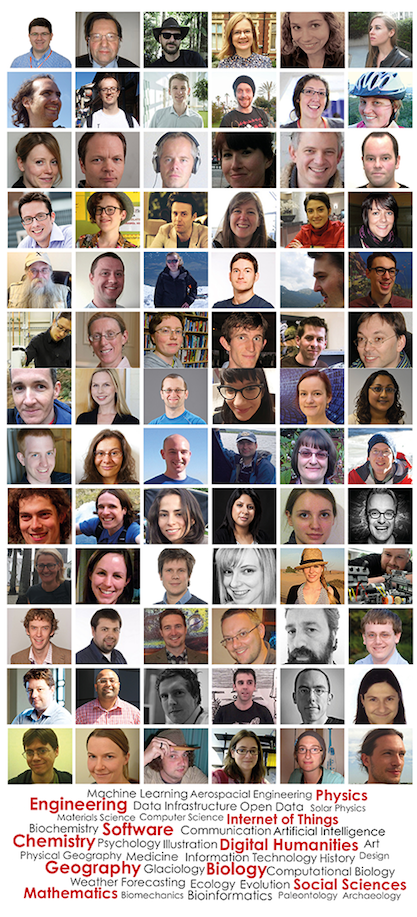 Machine Learning Aerospacial Engineering Physics
Engineering Data Infrastructure Open Data Solar Physics
Materials Science Computer Science Internet of Things
Biochemistry Software Communication Artificial Intelligence
Chemistry Psychology Illustration Digital Humanities Art
Physical Geography Medicine Information Technology History Design
Geography Glaciology Biology Computational Biology
Weather Forecasting Ecology Evolution Social Sciences
Mathematics Biomechanics Bioinformatics Paleontology Archaeology